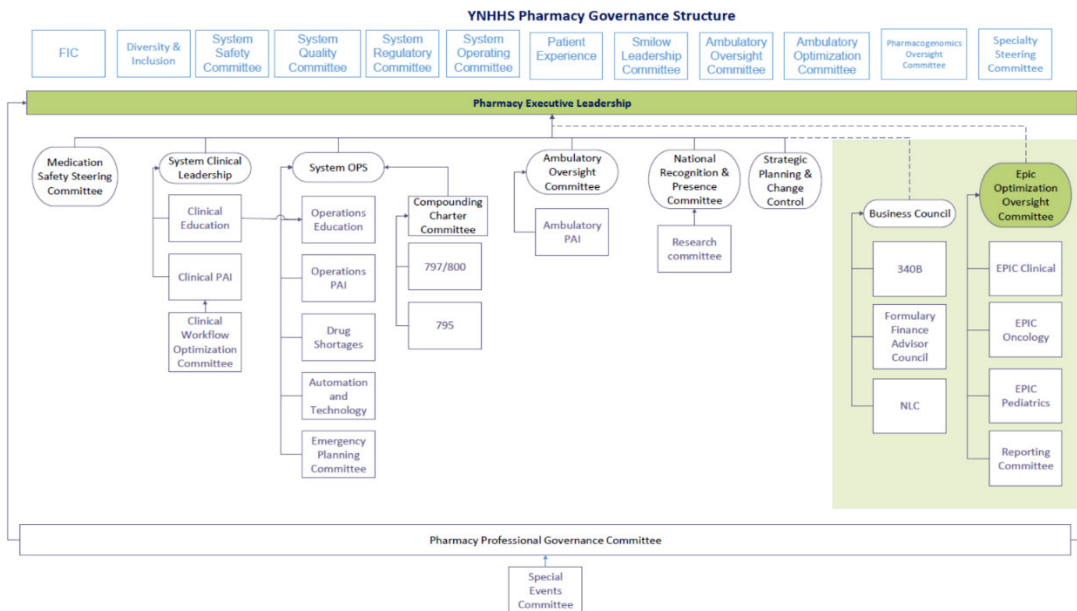 YNHHS Pharmacy Governance Structure
FIC
Diversity &
Inclusion
System
Safety
Committee
System
Quality
Committee
System
Regulatory
Committee
System
Operating
Committee
Patient
Experience
Smilow
Leadership
Committee
Ambulatory
Oversight
Committee
Ambulatory
Optimization
Committee
Pharmacogenomics
Oversight
Committee
Specialty
Steering
Committee
Pharmacy Executive Leadership
Medication
Safety Steering
Committee
System Clinical
Leadership
Clinical
Education
Clinical PAI
Clinical
Workflow
Optimization
Committee
System OPS
Operations
Education
Operations
PAI
Drug
Shortages
Automation
and
Technology
Emergency
Planning
Committee
Compounding
Charter
Committee
797/800
795
Ambulatory
Oversight
Committee
Ambulatory
PAI
National
Recognition &
Presence
Committee
Research
committee
Strategic
Planning &
Change
Control
Business Council
340B
Formulary
Finance
Advisor
Council
NLC
Epic
Optimization
Oversight
Committee
EPIC Clinical
EPIC
Oncology
EPIC
Pediatrics
Reporting
Committee
Pharmacy Professional Governance Committee
Special
Events
Committee